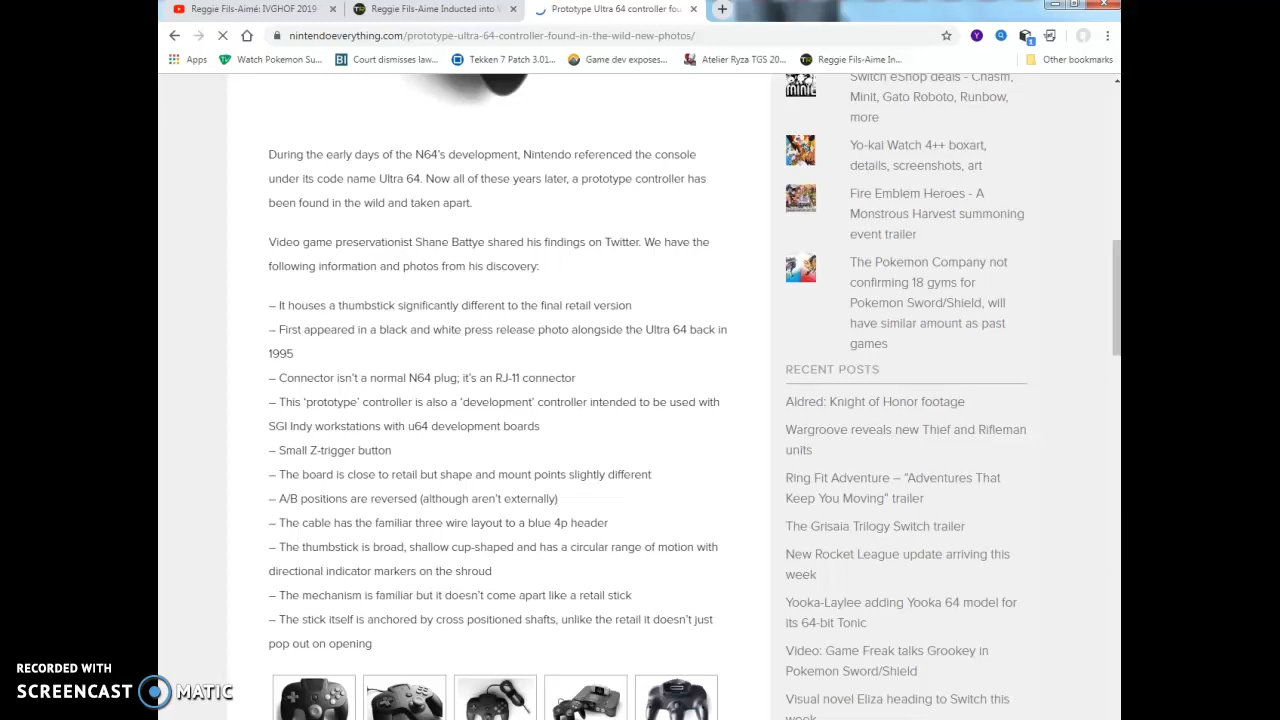 Reggie Fils-Aimé: IVGHOF 2019
Reggie Fils-Aime Inducted into
Prototype Ultra 64 controller fou
nintendoeverything.com/prototype-ultra-64-controller-found-in-the-wild-new-photos/
Apps
Watch Pokemon Su...
Court dismisses law...
Tekken 7 Patch 3.01...
Game dev exposes...
Atelier Ryza TGS 20...
Reggie Fils-Aime In...
Other bookmarks
During the early days of the N64's development, Nintendo referenced the console
under its code name Ultra 64. Now all of these years later, a prototype controller has
been found in the wild and taken apart.
Video game preservationist Shane Battye shared his findings on Twitter. We have the
following information and photos from his discovery:
– It houses a thumbstick significantly different to the final retail version
– First appeared in a black and white press release photo alongside the Ultra 64 back in
1995
– Connector isn't a normal N64 plug; it's an RJ-11 connector
– This 'prototype' controller is also a 'development' controller intended to be used with
SGI Indy workstations with u64 development boards
– Small Z-trigger button
– The board is close to retail but shape and mount points slightly different
– A/B positions are reversed (although aren't externally)
– The cable has the familiar three wire layout to a blue 4p header
– The thumbstick is broad, shallow cup-shaped and has a circular range of motion with
directional indicator markers on the shroud
– The mechanism is familiar but it doesn't come apart like a retail stick
– The stick itself is anchored by cross positioned shafts, unlike the retail it doesn't just
pop out on opening
Switch eShop deals - Chasm,
Minit, Gato Roboto, Runbow,
more
Yo-kai Watch 4++ boxart,
details, screenshots, art
Fire Emblem Heroes - A
Monstrous Harvest summoning
event trailer
The Pokemon Company not
confirming 18 gyms for
Pokemon Sword/Shield, will
have similar amount as past
games
RECENT POSTS
Aldred: Knight of Honor footage
Wargroove reveals new Thief and Rifleman
units
Ring Fit Adventure – "Adventures That
Keep You Moving" trailer
The Grisaia Trilogy Switch trailer
New Rocket League update arriving this
week
Yooka-Laylee adding Yooka 64 model for
its 64-bit Tonic
Video: Game Freak talks Grookey in
Pokemon Sword/Shield
Visual novel Eliza heading to Switch this
week
RECORDED WITH
SCREENCAST MATIC